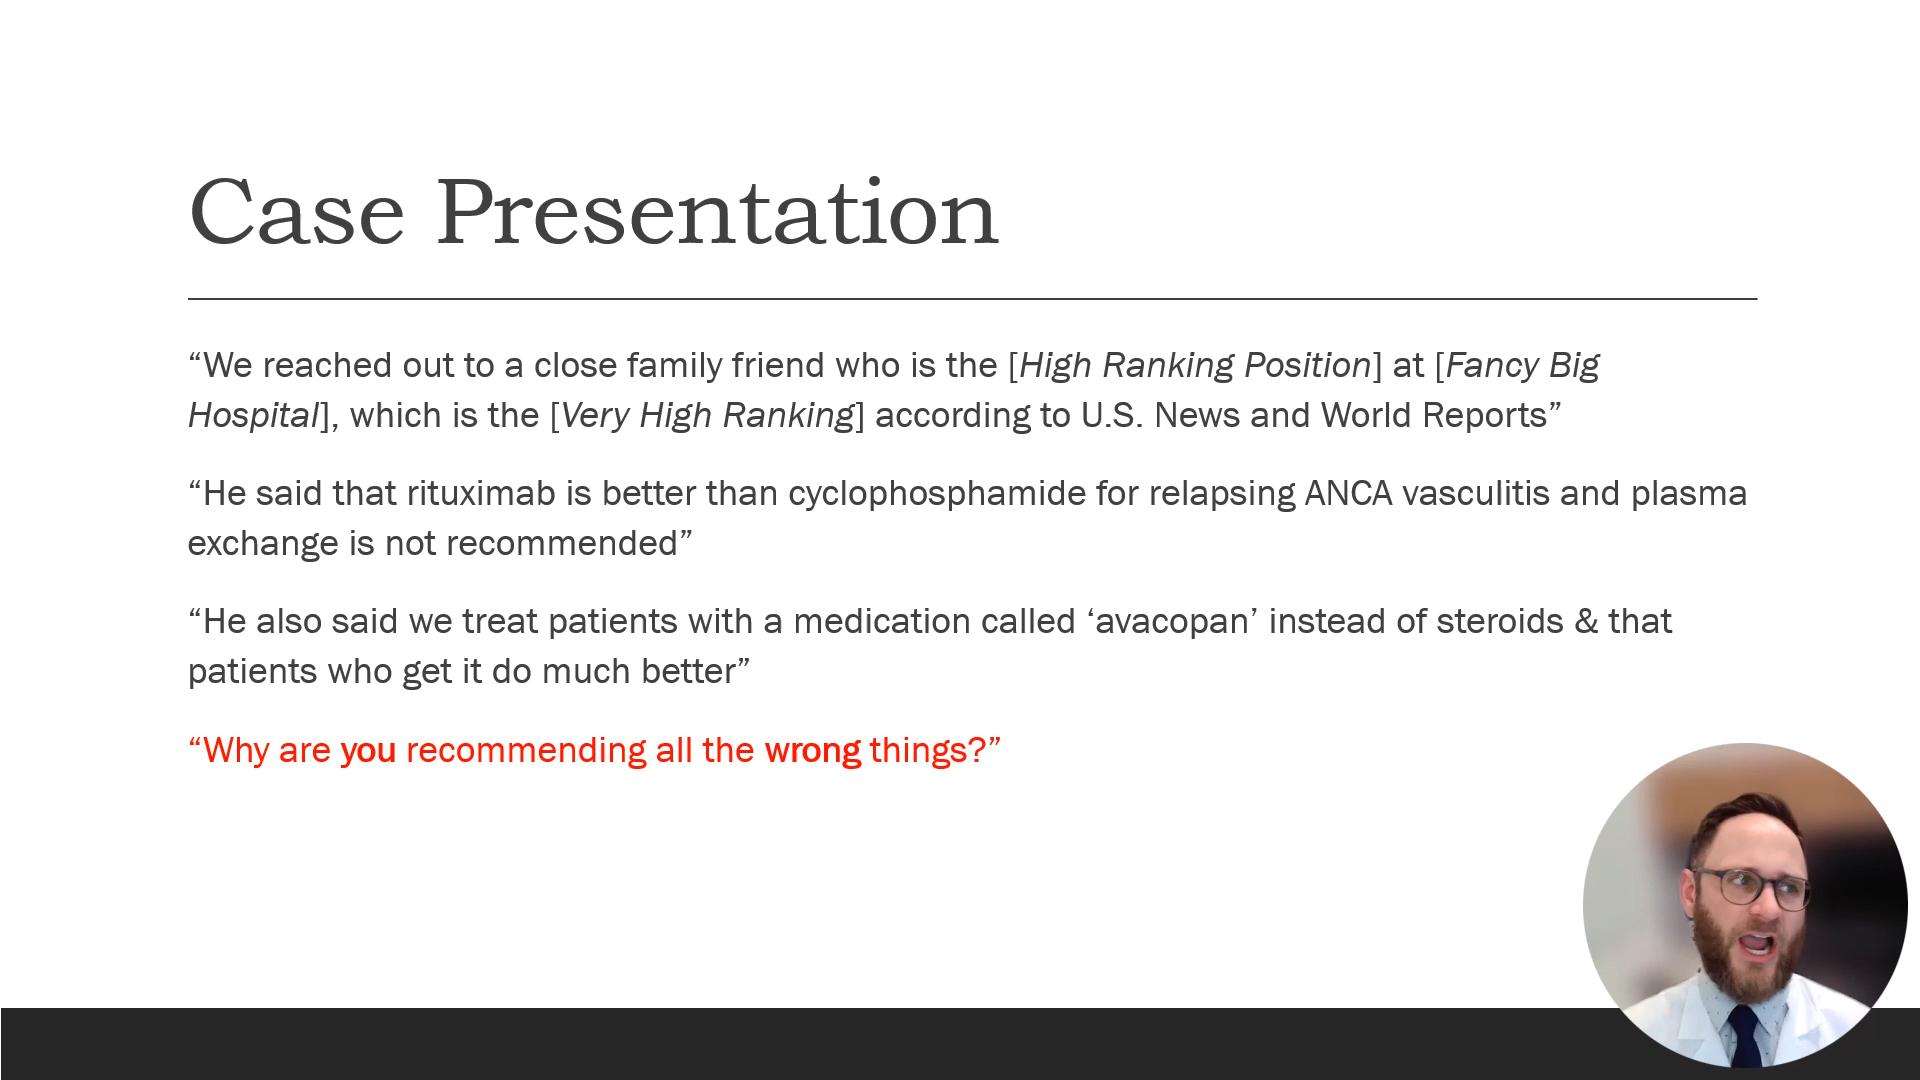 Case Presentation
“We reached out to a close family friend who is the [High Ranking Position] at [Fancy Big
Hospital], which is the [Very High Ranking] according to U.S. News and World Reports”
“He said that rituximab is better than cyclophosphamide for relapsing ANCA vasculitis and plasma
exchange is not recommended”
“He also said we treat patients with a medication called ‘avacopan’ instead of steroids & that
patients who get it do much better”
“Why are you recommending all the wrong things?”